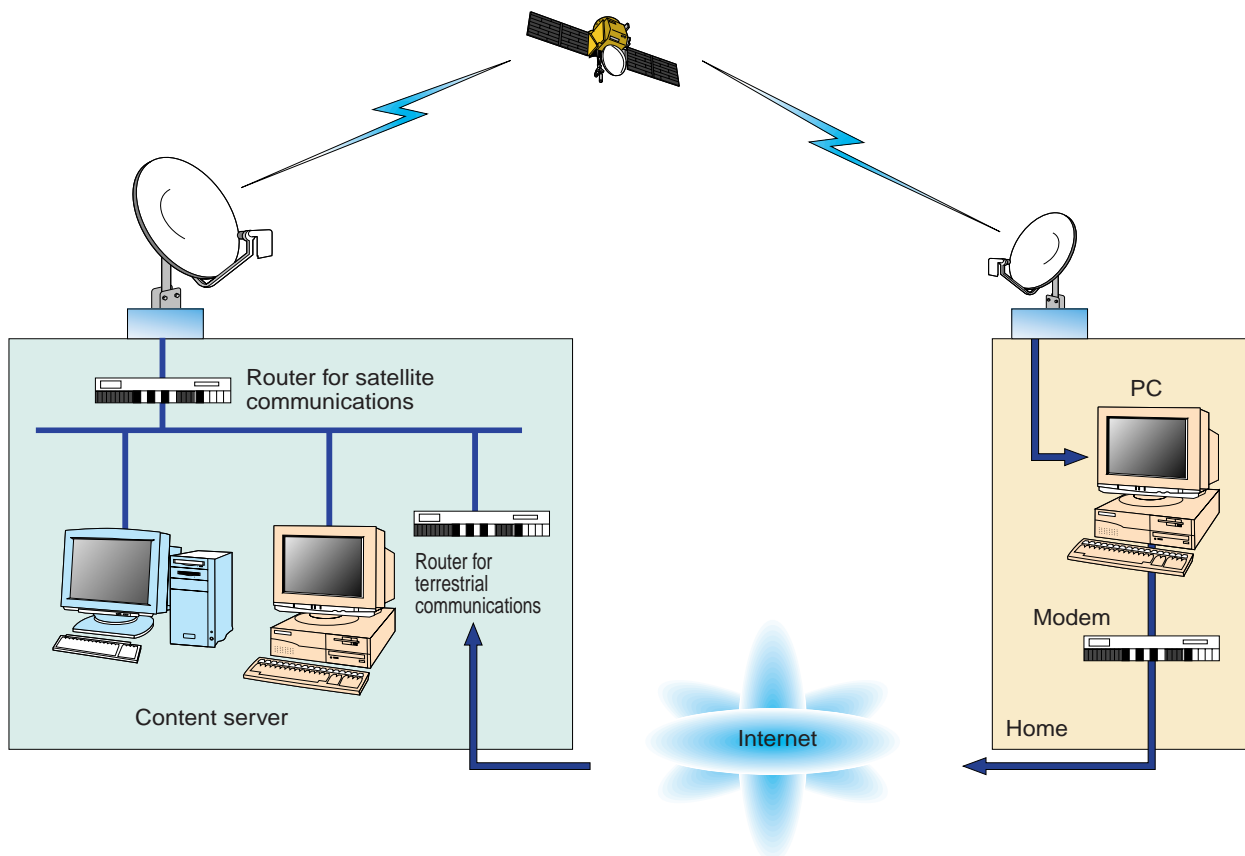 Router for satellite
communications
PC
Router for
terrestrial
communications
Modem
Content server
Internet
Home